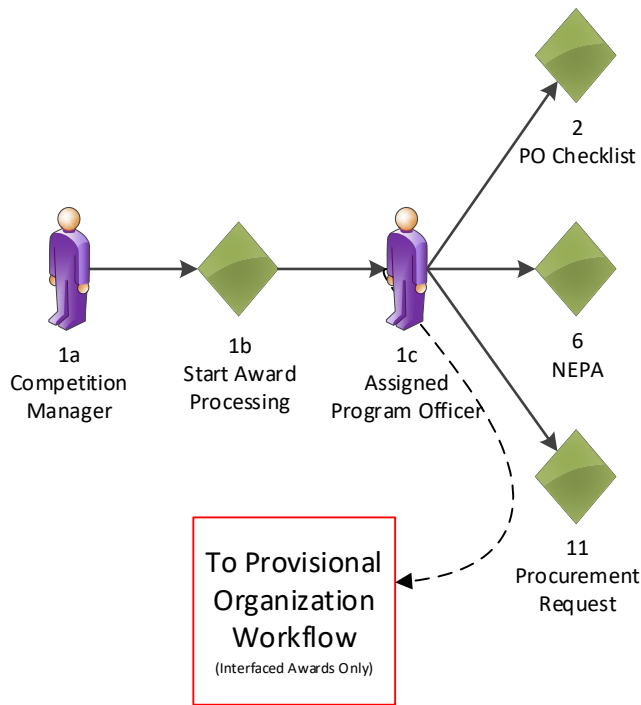 2
PO Checklist
1a
Competition
Manager
1b
Start Award
Processing
1c
Assigned
Program Officer
6
NEPA
11
Procurement
Request
To Provisional
Organization
Workflow
(Interfaced Awards Only)